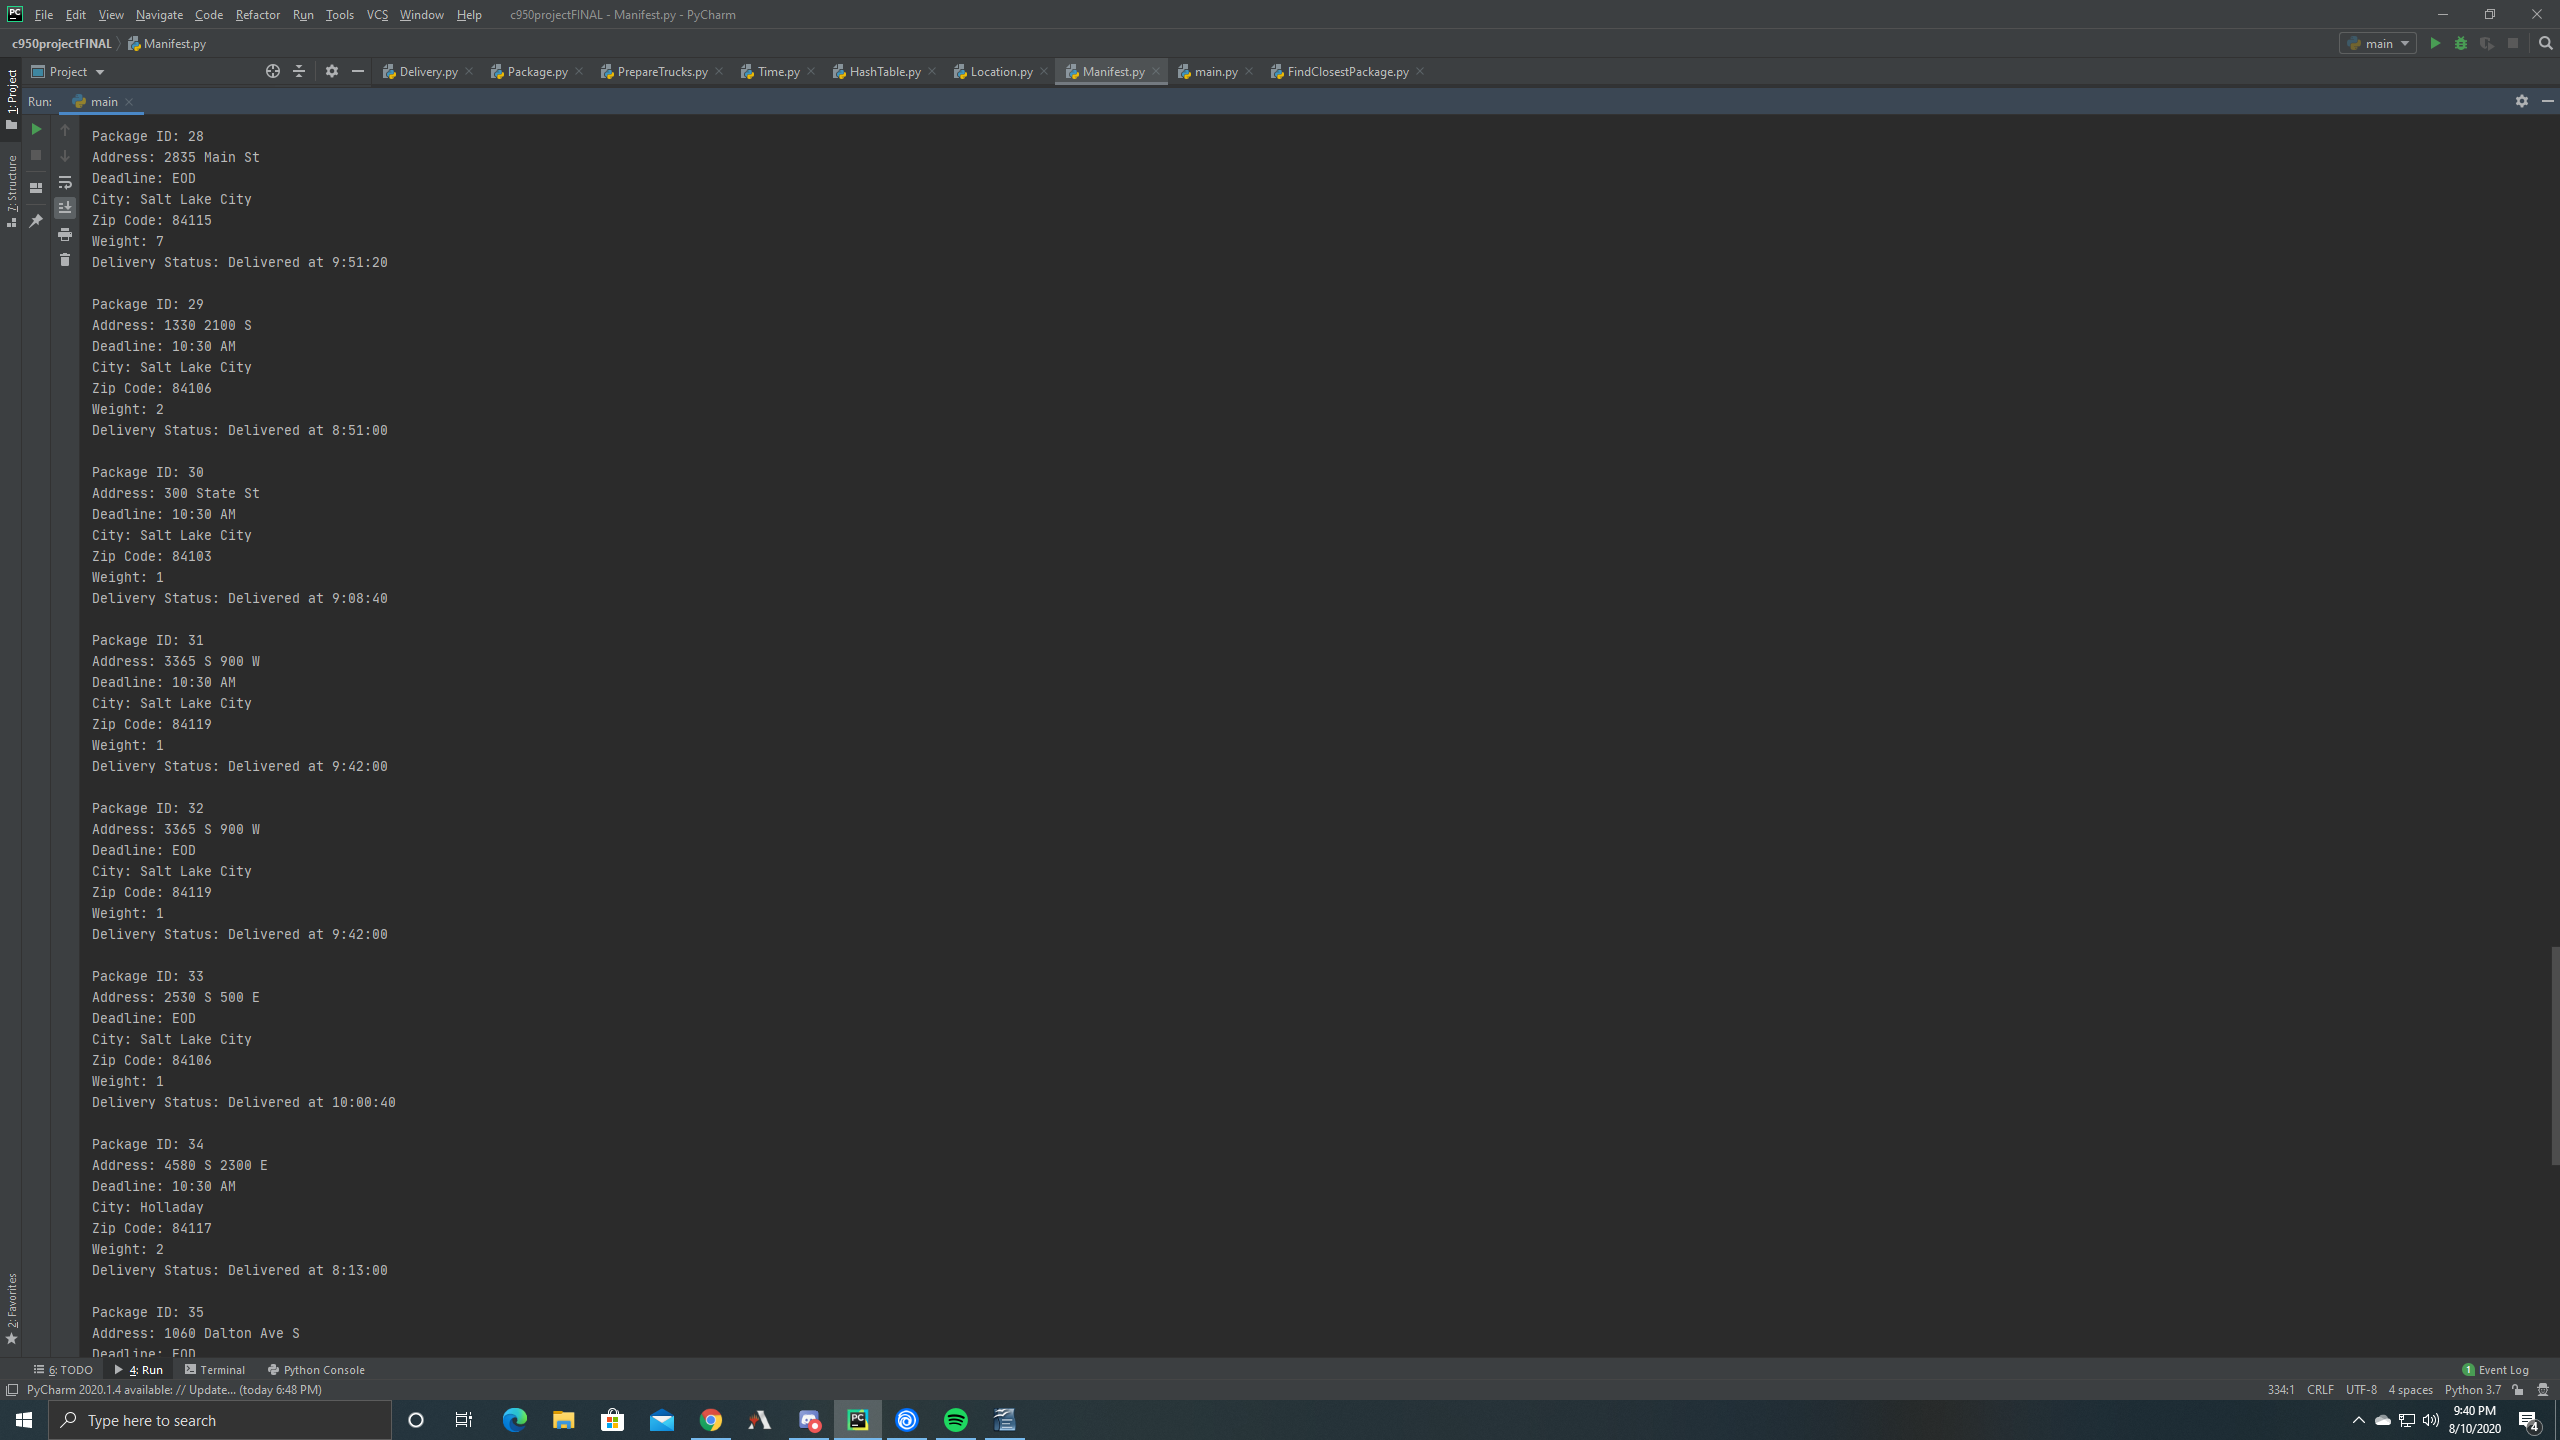 File Edit View Navigate Code Refactor Run Tools VCS Window Help c950projectFINAL - Manifest.py - PyCharm
c950projectFINAL Manifest.py main
Project Delivery.py Package.py PrepareTrucks.py Time.py HashTable.py Location.py Manifest.py main.py FindClosestPackage.py
1: Project
7: Structure
2: Favorites
Run: main
Package ID: 28
Address: 2835 Main St
Deadline: EOD
City: Salt Lake City
Zip Code: 84115
Weight: 7
Delivery Status: Delivered at 9:51:20
Package ID: 29
Address: 1330 2100 S
Deadline: 10:30 AM
City: Salt Lake City
Zip Code: 84106
Weight: 2
Delivery Status: Delivered at 8:51:00
Package ID: 30
Address: 300 State St
Deadline: 10:30 AM
City: Salt Lake City
Zip Code: 84103
Weight: 1
Delivery Status: Delivered at 9:08:40
Package ID: 31
Address: 3365 S 900 W
Deadline: 10:30 AM
City: Salt Lake City
Zip Code: 84119
Weight: 1
Delivery Status: Delivered at 9:42:00
Package ID: 32
Address: 3365 S 900 W
Deadline: EOD
City: Salt Lake City
Zip Code: 84119
Weight: 1
Delivery Status: Delivered at 9:42:00
Package ID: 33
Address: 2530 S 500 E
Deadline: EOD
City: Salt Lake City
Zip Code: 84106
Weight: 1
Delivery Status: Delivered at 10:00:40
Package ID: 34
Address: 4580 S 2300 E
Deadline: 10:30 AM
City: Holladay
Zip Code: 84117
Weight: 2
Delivery Status: Delivered at 8:13:00
Package ID: 35
Address: 1060 Dalton Ave S
Deadline: EOD
6: TODO 4: Run Terminal Python Console 1 Event Log
PyCharm 2020.1.4 available: // Update... (today 6:48 PM) 334:1 CRLF UTF-8 4 spaces Python 3.7
Type here to search
9:40 PM
8/10/2020
4